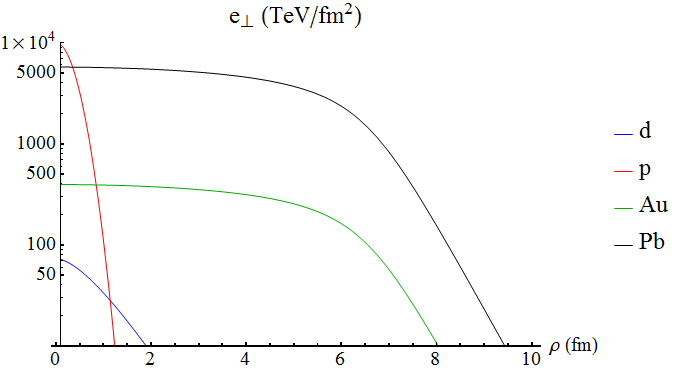 e⊥ (TeV/fm²)
1×10⁴
5000
1000
500
100
50
0 2 4 6 8 10 ρ (fm)
d
p
Au
Pb